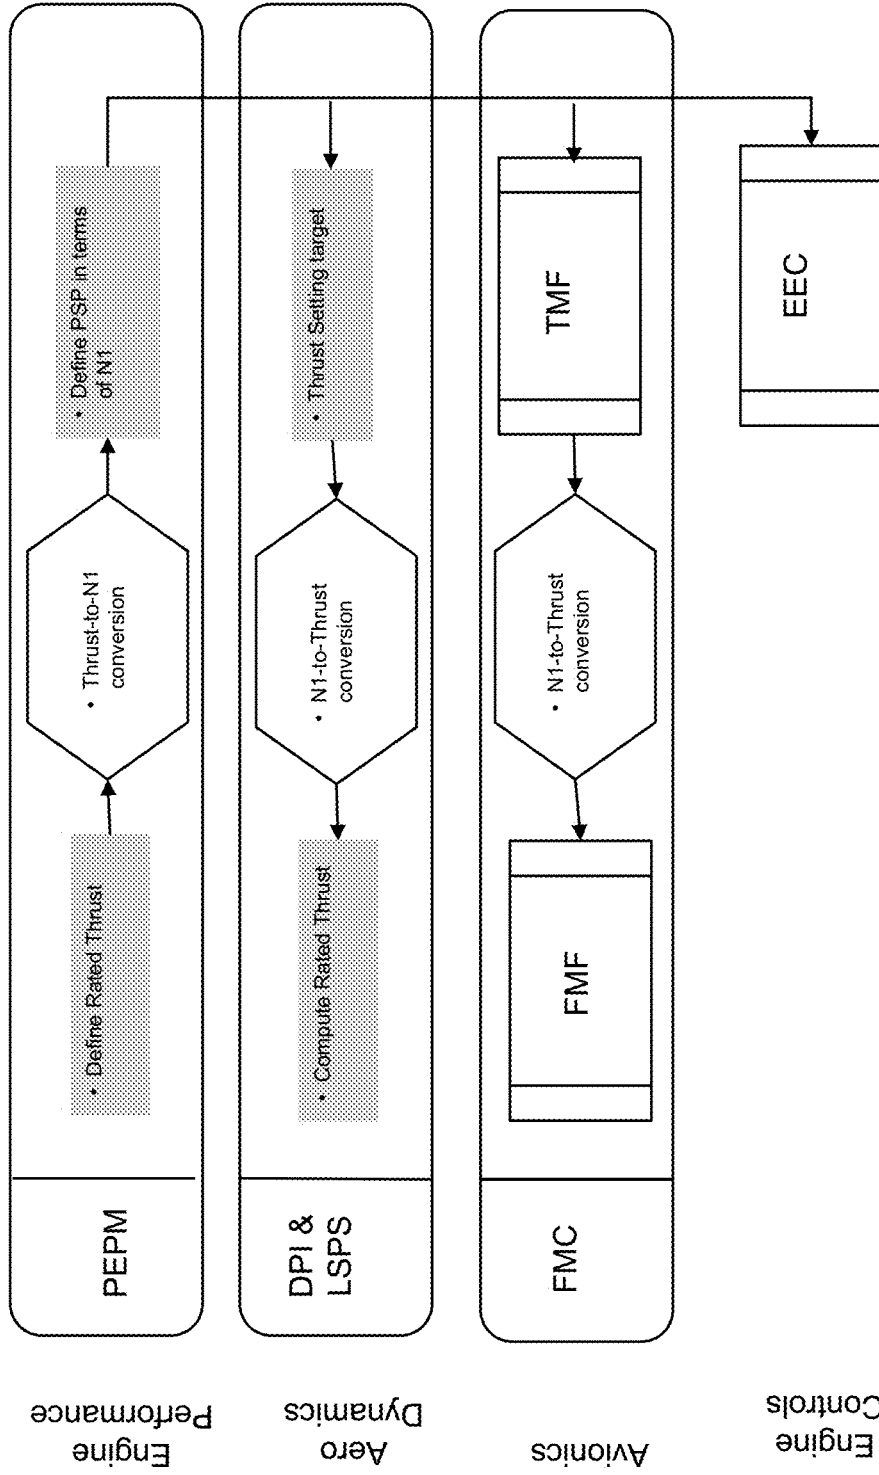 Engine
Performance
PEPM
• Define Rated Thrust
• Thrust-to-N1
conversion
• Define PSP in terms
of N1
Aero
Dynamics
DPI &
LSPS
• Compute Rated Thrust
• N1-to-Thrust
conversion
• Thrust Setting target
Avionics
FMC
FMF
• N1-to-Thrust
conversion
TMF
Engine
Controls
EEC